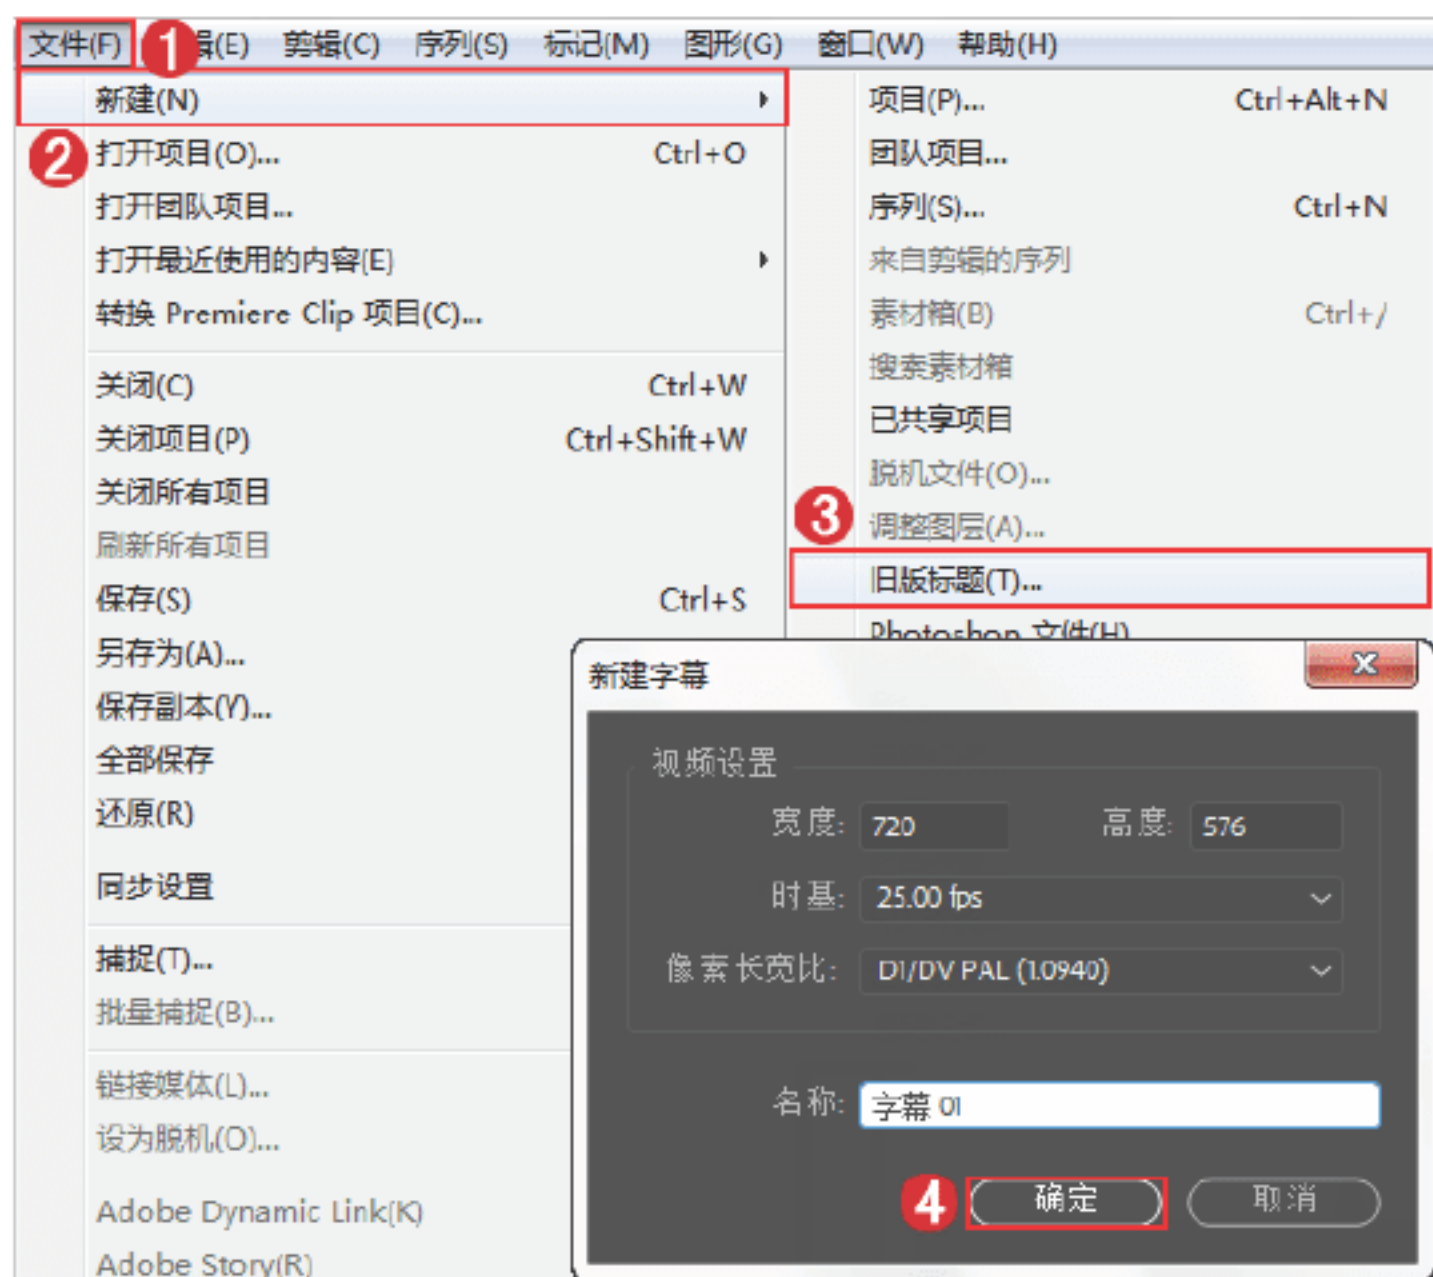 文件(F) 1 辑(E) 剪辑(C) 序列(S) 标记(M) 图形(G) 窗口(W) 帮助(H)
新建(N)
2
打开项目(O)... Ctrl+O
打开团队项目...
打开最近使用的内容(E)
转换 Premiere Clip 项目(C)...
关闭(C) Ctrl+W
关闭项目(P) Ctrl+Shift+W
关闭所有项目
刷新所有项目
保存(S) Ctrl+S
另存为(A)...
保存副本(Y)...
全部保存
还原(R)
同步设置
捕捉(T)...
批量捕捉(B)...
链接媒体(L)...
设为脱机(O)...
Adobe Dynamic Link(K)
Adobe Story(R)
项目(P)... Ctrl+Alt+N
团队项目...
序列(S)... Ctrl+N
来自剪辑的序列
素材箱(B) Ctrl+/
搜索素材箱
已共享项目
脱机文件(O)...
3
调整图层(A)...
旧版标题(T)...
Photoshop 文件(H)
新建字幕
视频设置
宽度: 720 高度: 576
时基: 25.00 fps
像素长宽比: D1/DV PAL (1.0940)
名称: 字幕 01
4 确定 取消